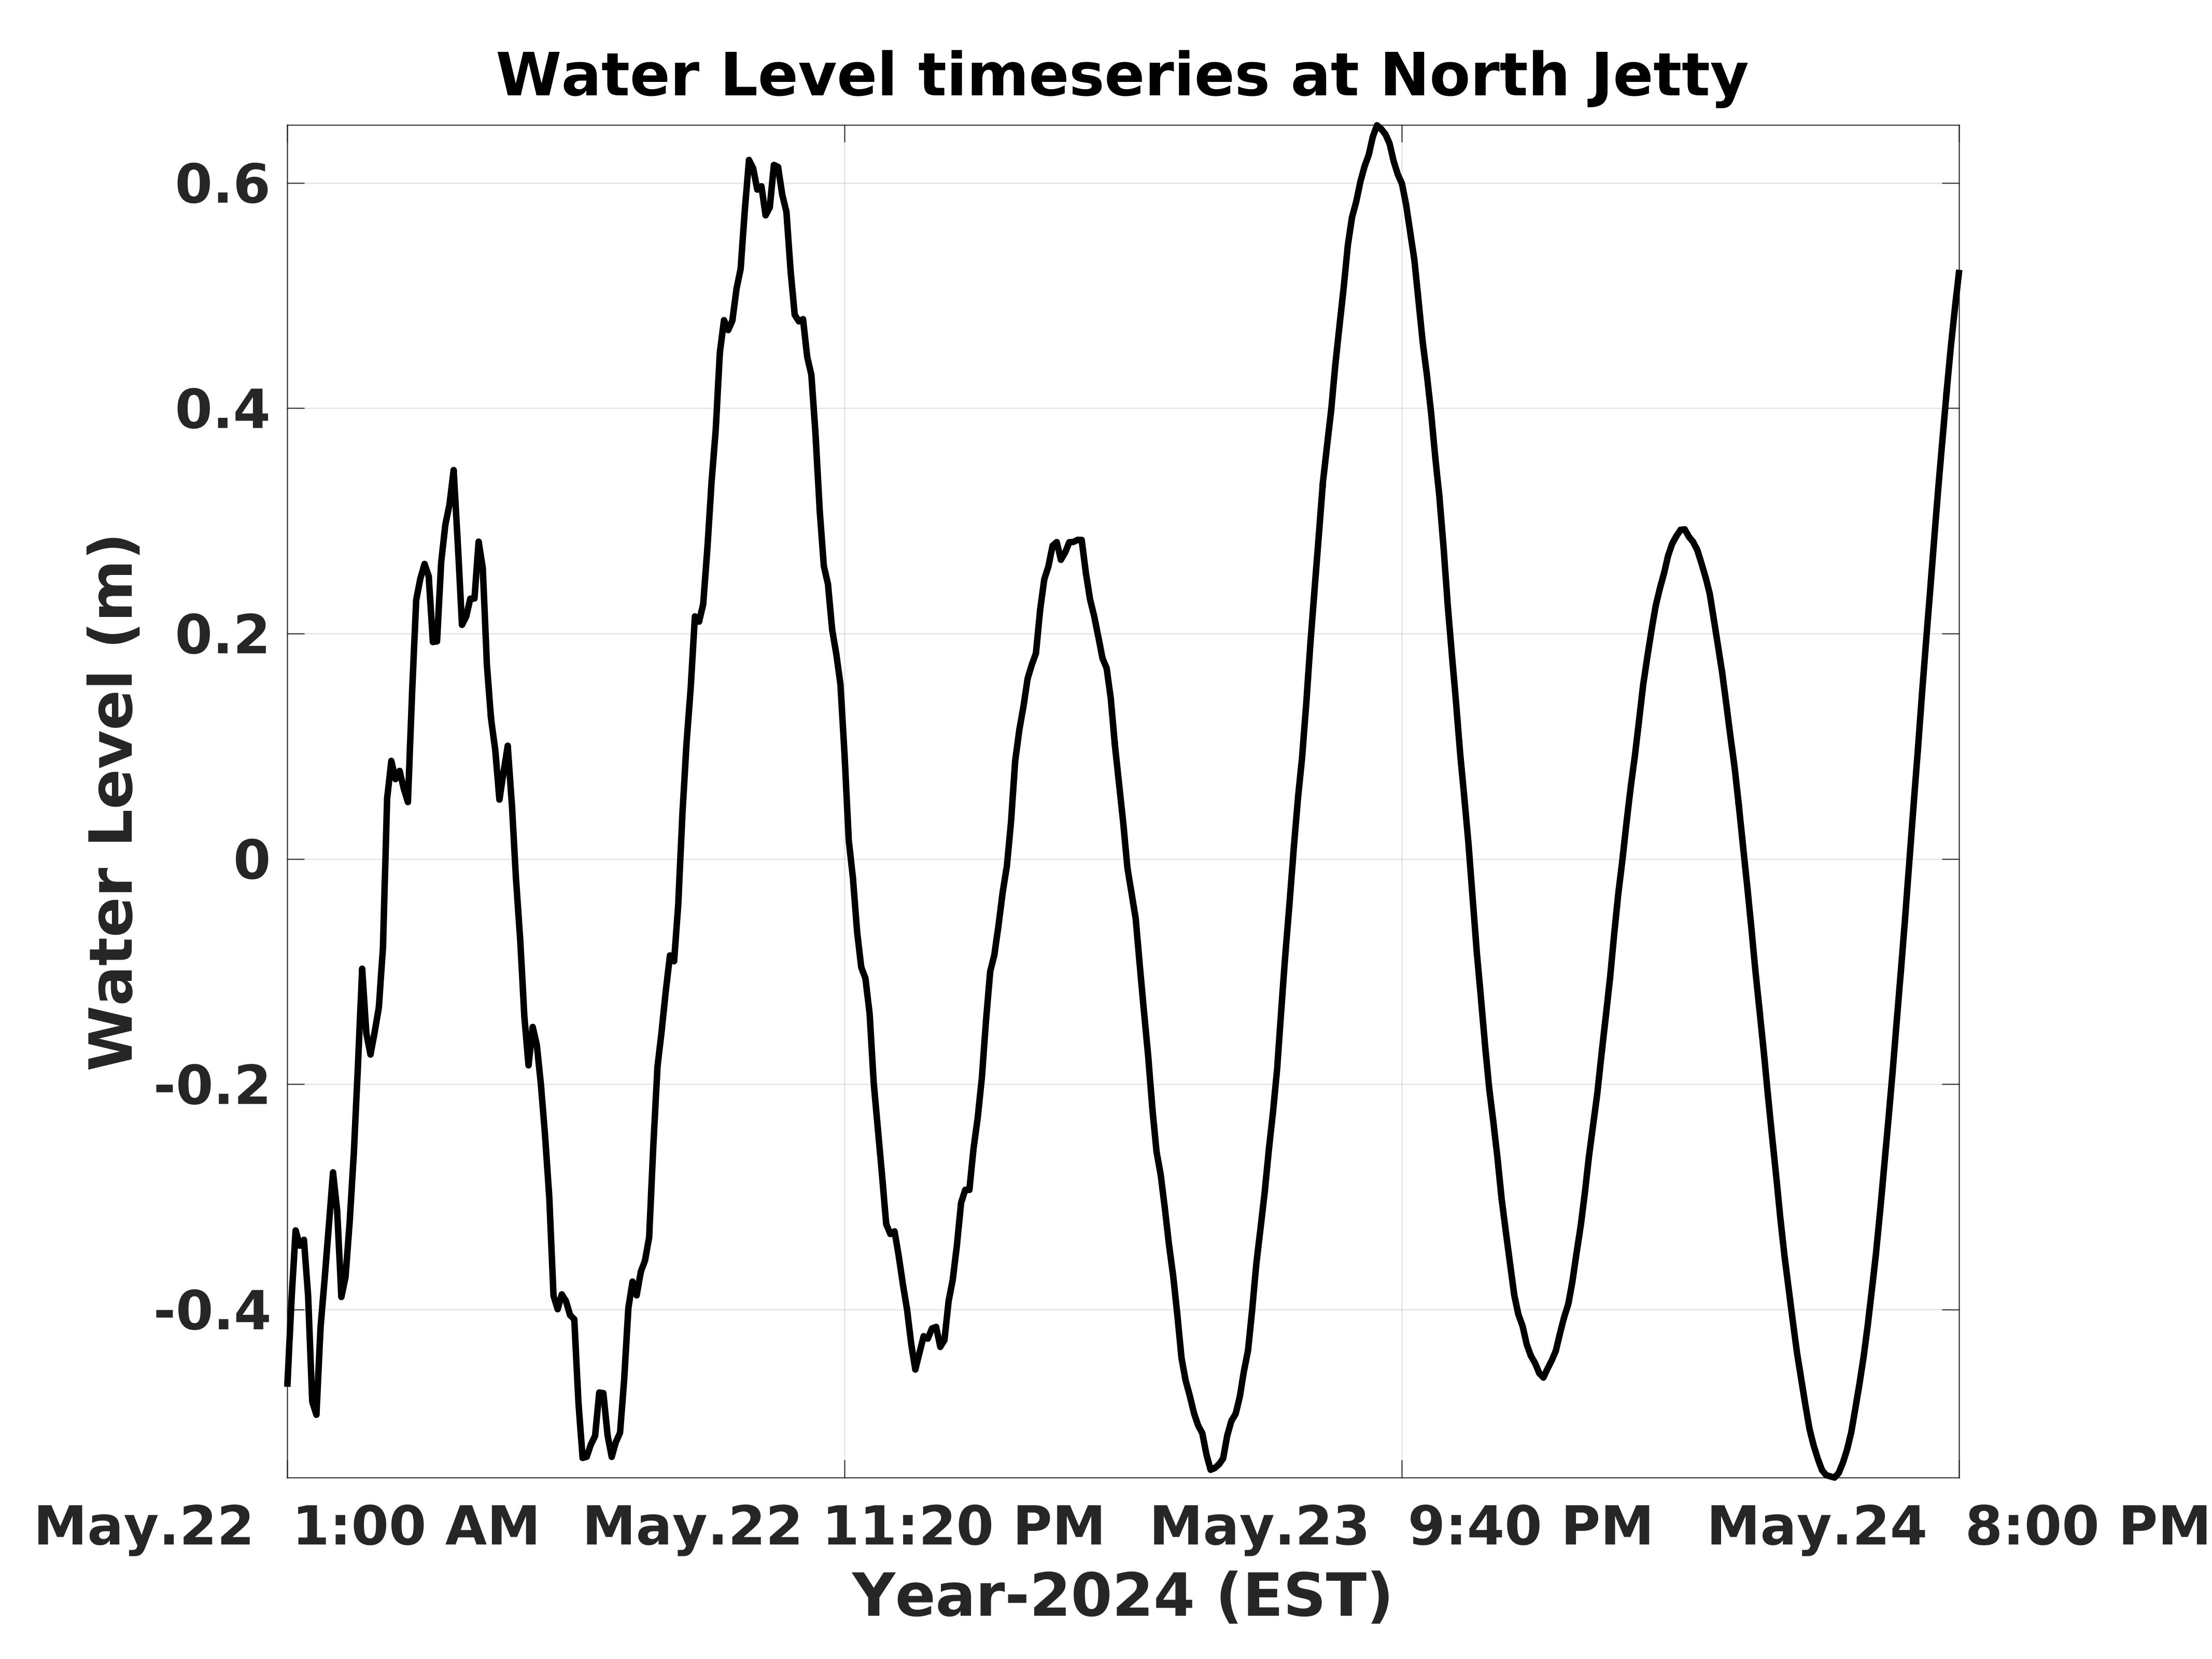 Water Level timeseries at North Jetty
Water Level (m)
0.6
0.4
0.2
0
-0.2
-0.4
May.22 1:00 AM May.22 11:20 PM May.23 9:40 PM May.24 8:00 PM
Year-2024 (EST)